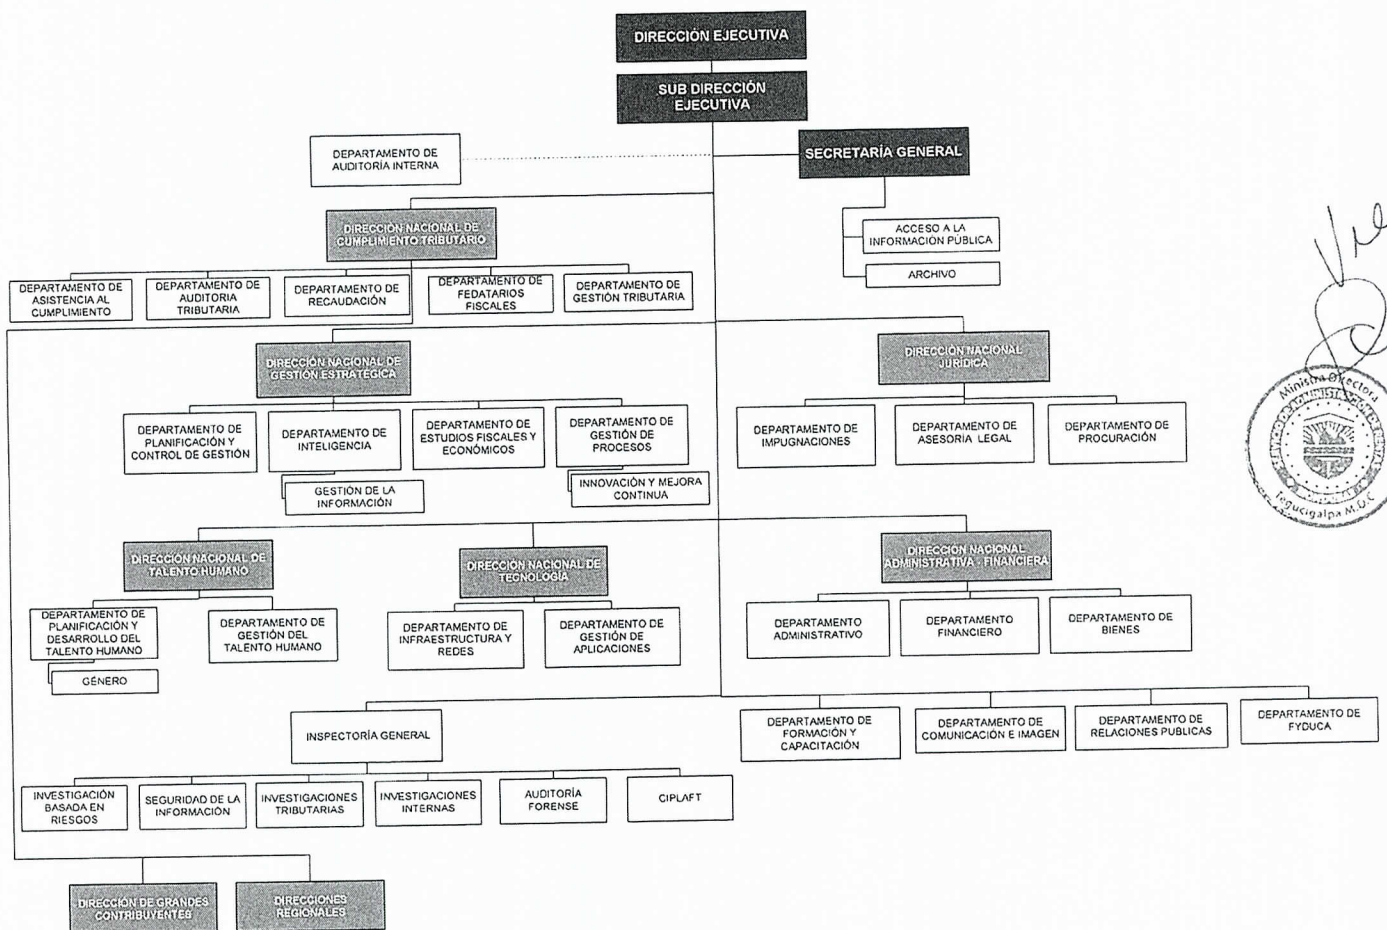 DIRECCIÓN EJECUTIVA
SUB DIRECCIÓN
EJECUTIVA
DEPARTAMENTO DE
AUDITORÍA INTERNA
SECRETARÍA GENERAL
ACCESO A LA
INFORMACIÓN PÚBLICA
ARCHIVO
DIRECCIÓN NACIONAL DE
CUMPLIMIENTO TRIBUTARIO
DEPARTAMENTO DE
ASISTENCIA AL
CUMPLIMIENTO
DEPARTAMENTO DE
AUDITORIA
TRIBUTARIA
DEPARTAMENTO DE
RECAUDACIÓN
DEPARTAMENTO DE
FEDATARIOS
FISCALES
DEPARTAMENTO DE
GESTIÓN TRIBUTARIA
DIRECCIÓN NACIONAL DE
GESTIÓN ESTRATÉGICA
DIRECCIÓN NACIONAL
JURÍDICA
DEPARTAMENTO DE
PLANIFICACIÓN Y
CONTROL DE GESTIÓN
DEPARTAMENTO DE
INTELIGENCIA
DEPARTAMENTO DE
ESTUDIOS FISCALES Y
ECONÓMICOS
DEPARTAMENTO DE
GESTIÓN DE
PROCESOS
GESTIÓN DE LA
INFORMACIÓN
INNOVACIÓN Y MEJORA
CONTINUA
DEPARTAMENTO DE
IMPUGNACIONES
DEPARTAMENTO DE
ASESORÍA LEGAL
DEPARTAMENTO DE
PROCURACIÓN
Ministra Directora
Tegucigalpa M.D.C
DIRECCIÓN NACIONAL DE
TALENTO HUMANO
DIRECCIÓN NACIONAL DE
TECNOLOGÍA
DIRECCIÓN NACIONAL
ADMINISTRATIVA - FINANCIERA
DEPARTAMENTO DE
PLANIFICACIÓN Y
DESARROLLO DEL
TALENTO HUMANO
GÉNERO
DEPARTAMENTO DE
GESTIÓN DEL
TALENTO HUMANO
DEPARTAMENTO DE
INFRAESTRUCTURA Y
REDES
DEPARTAMENTO DE
GESTIÓN DE
APLICACIONES
DEPARTAMENTO
ADMINISTRATIVO
DEPARTAMENTO
FINANCIERO
DEPARTAMENTO DE
BIENES
INSPECTORÍA GENERAL
DEPARTAMENTO DE
FORMACIÓN Y
CAPACITACIÓN
DEPARTAMENTO DE
COMUNICACIÓN E IMAGEN
DEPARTAMENTO DE
RELACIONES PUBLICAS
DEPARTAMENTO DE
FYDUCA
INVESTIGACIÓN
BASADA EN
RIESGOS
SEGURIDAD DE LA
INFORMACIÓN
INVESTIGACIONES
TRIBUTARIAS
INVESTIGACIONES
INTERNAS
AUDITORÍA
FORENSE
CIPLAFT
DIRECCIÓN DE GRANDES
CONTRIBUYENTES
DIRECCIONES
REGIONALES